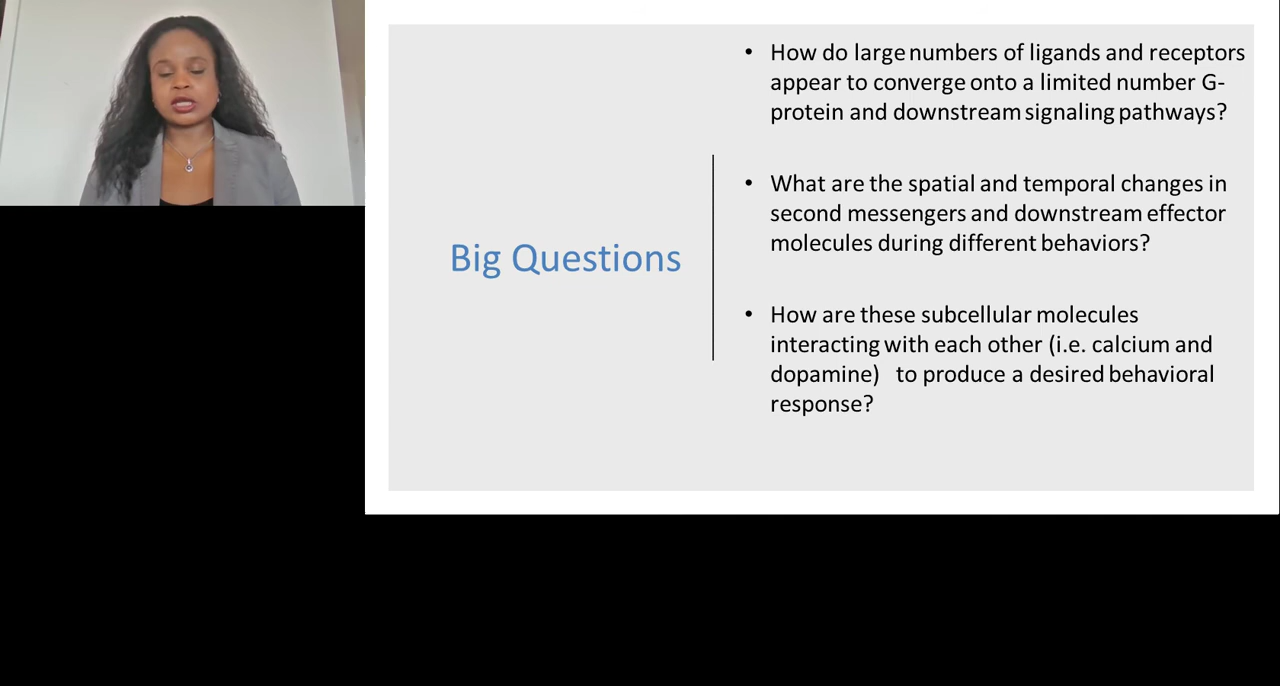 Big Questions
• How do large numbers of ligands and receptors
appear to converge onto a limited number G-
protein and downstream signaling pathways?
• What are the spatial and temporal changes in
second messengers and downstream effector
molecules during different behaviors?
• How are these subcellular molecules
interacting with each other (i.e. calcium and
dopamine) to produce a desired behavioral
response?